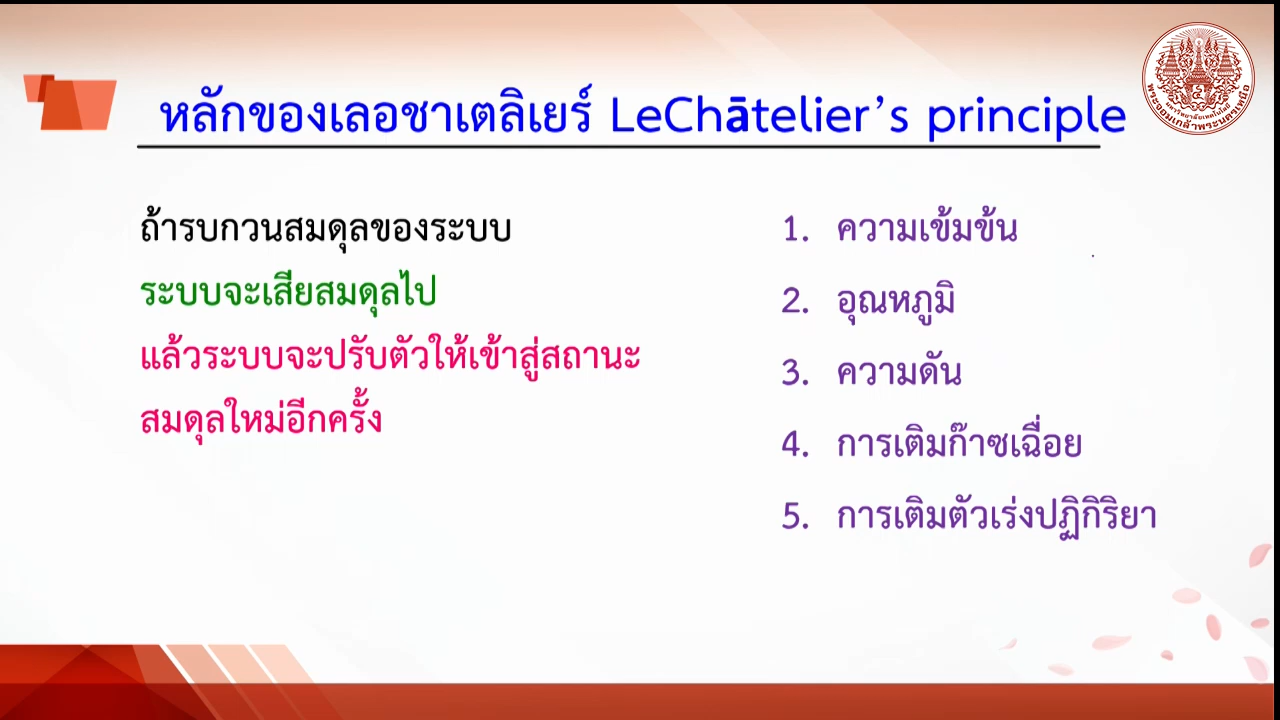 หลักของเลอชาเตลิเยร์ LeChātelier’s principle
ถ้ารบกวนสมดุลของระบบ
ระบบจะเสียสมดุลไป
แล้วระบบจะปรับตัวให้เข้าสู่สถานะ
สมดุลใหม่อีกครั้ง
1. ความเข้มข้น
2. อุณหภูมิ
3. ความดัน
4. การเติมก๊าซเฉื่อย
5. การเติมตัวเร่งปฏิกิริยา